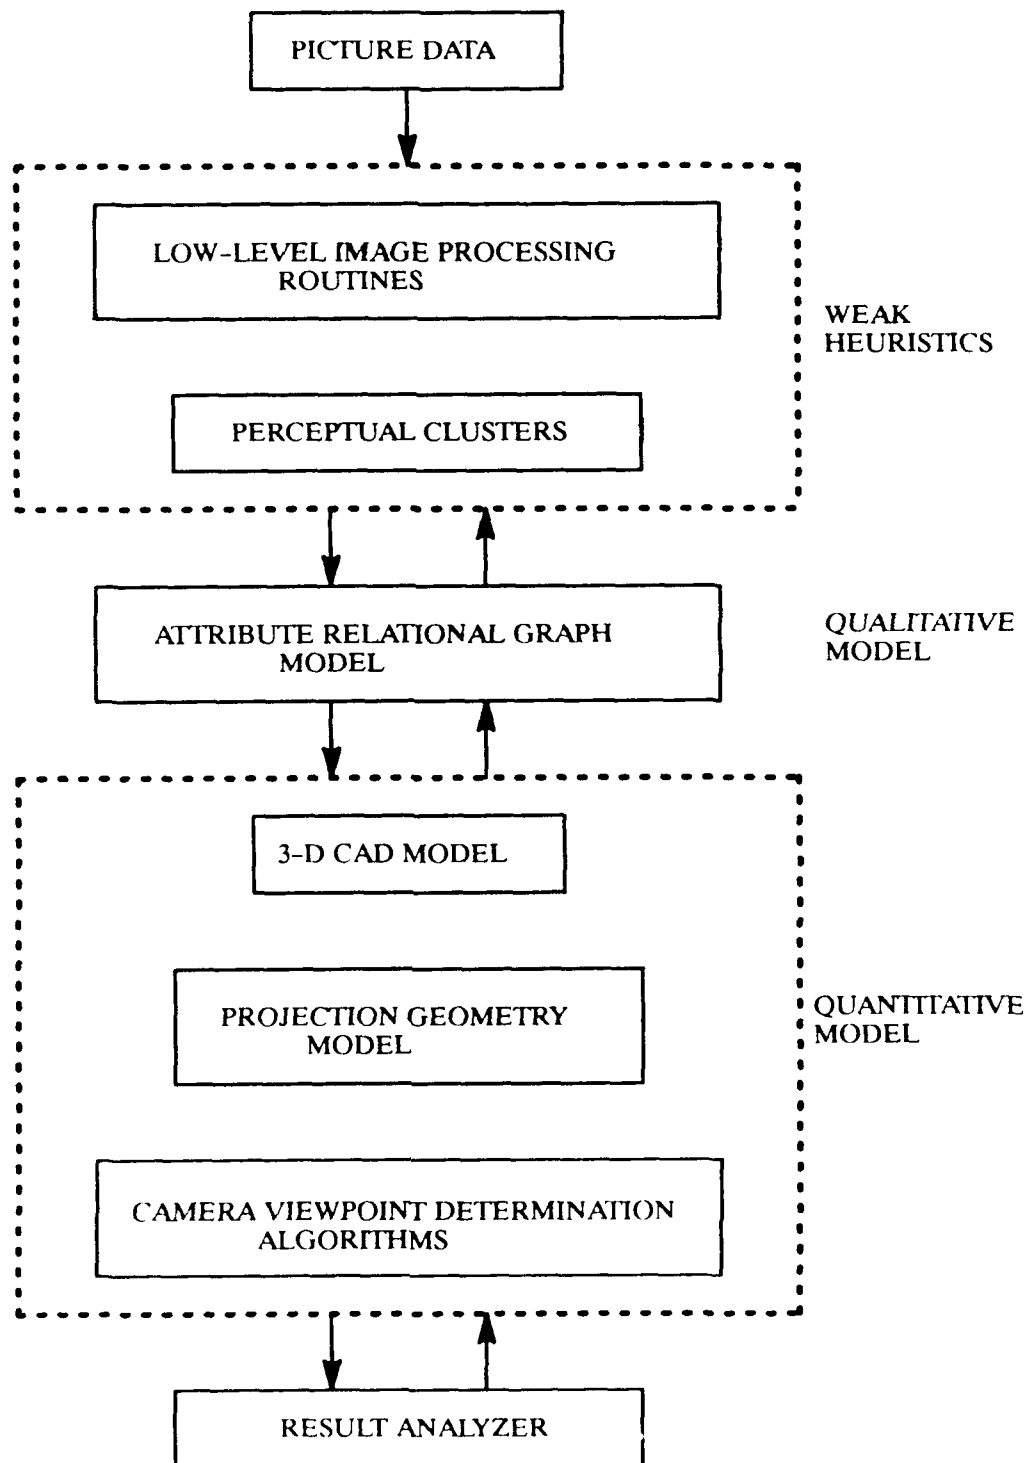 PICTURE DATA
LOW-LEVEL IMAGE PROCESSING
ROUTINES
WEAK
HEURISTICS
PERCEPTUAL CLUSTERS
ATTRIBUTE RELATIONAL GRAPH
MODEL
QUALITATIVE
MODEL
3-D CAD MODEL
PROJECTION GEOMETRY
MODEL
QUANTITATIVE
MODEL
CAMERA VIEWPOINT DETERMINATION
ALGORITHMS
RESULT ANALYZER